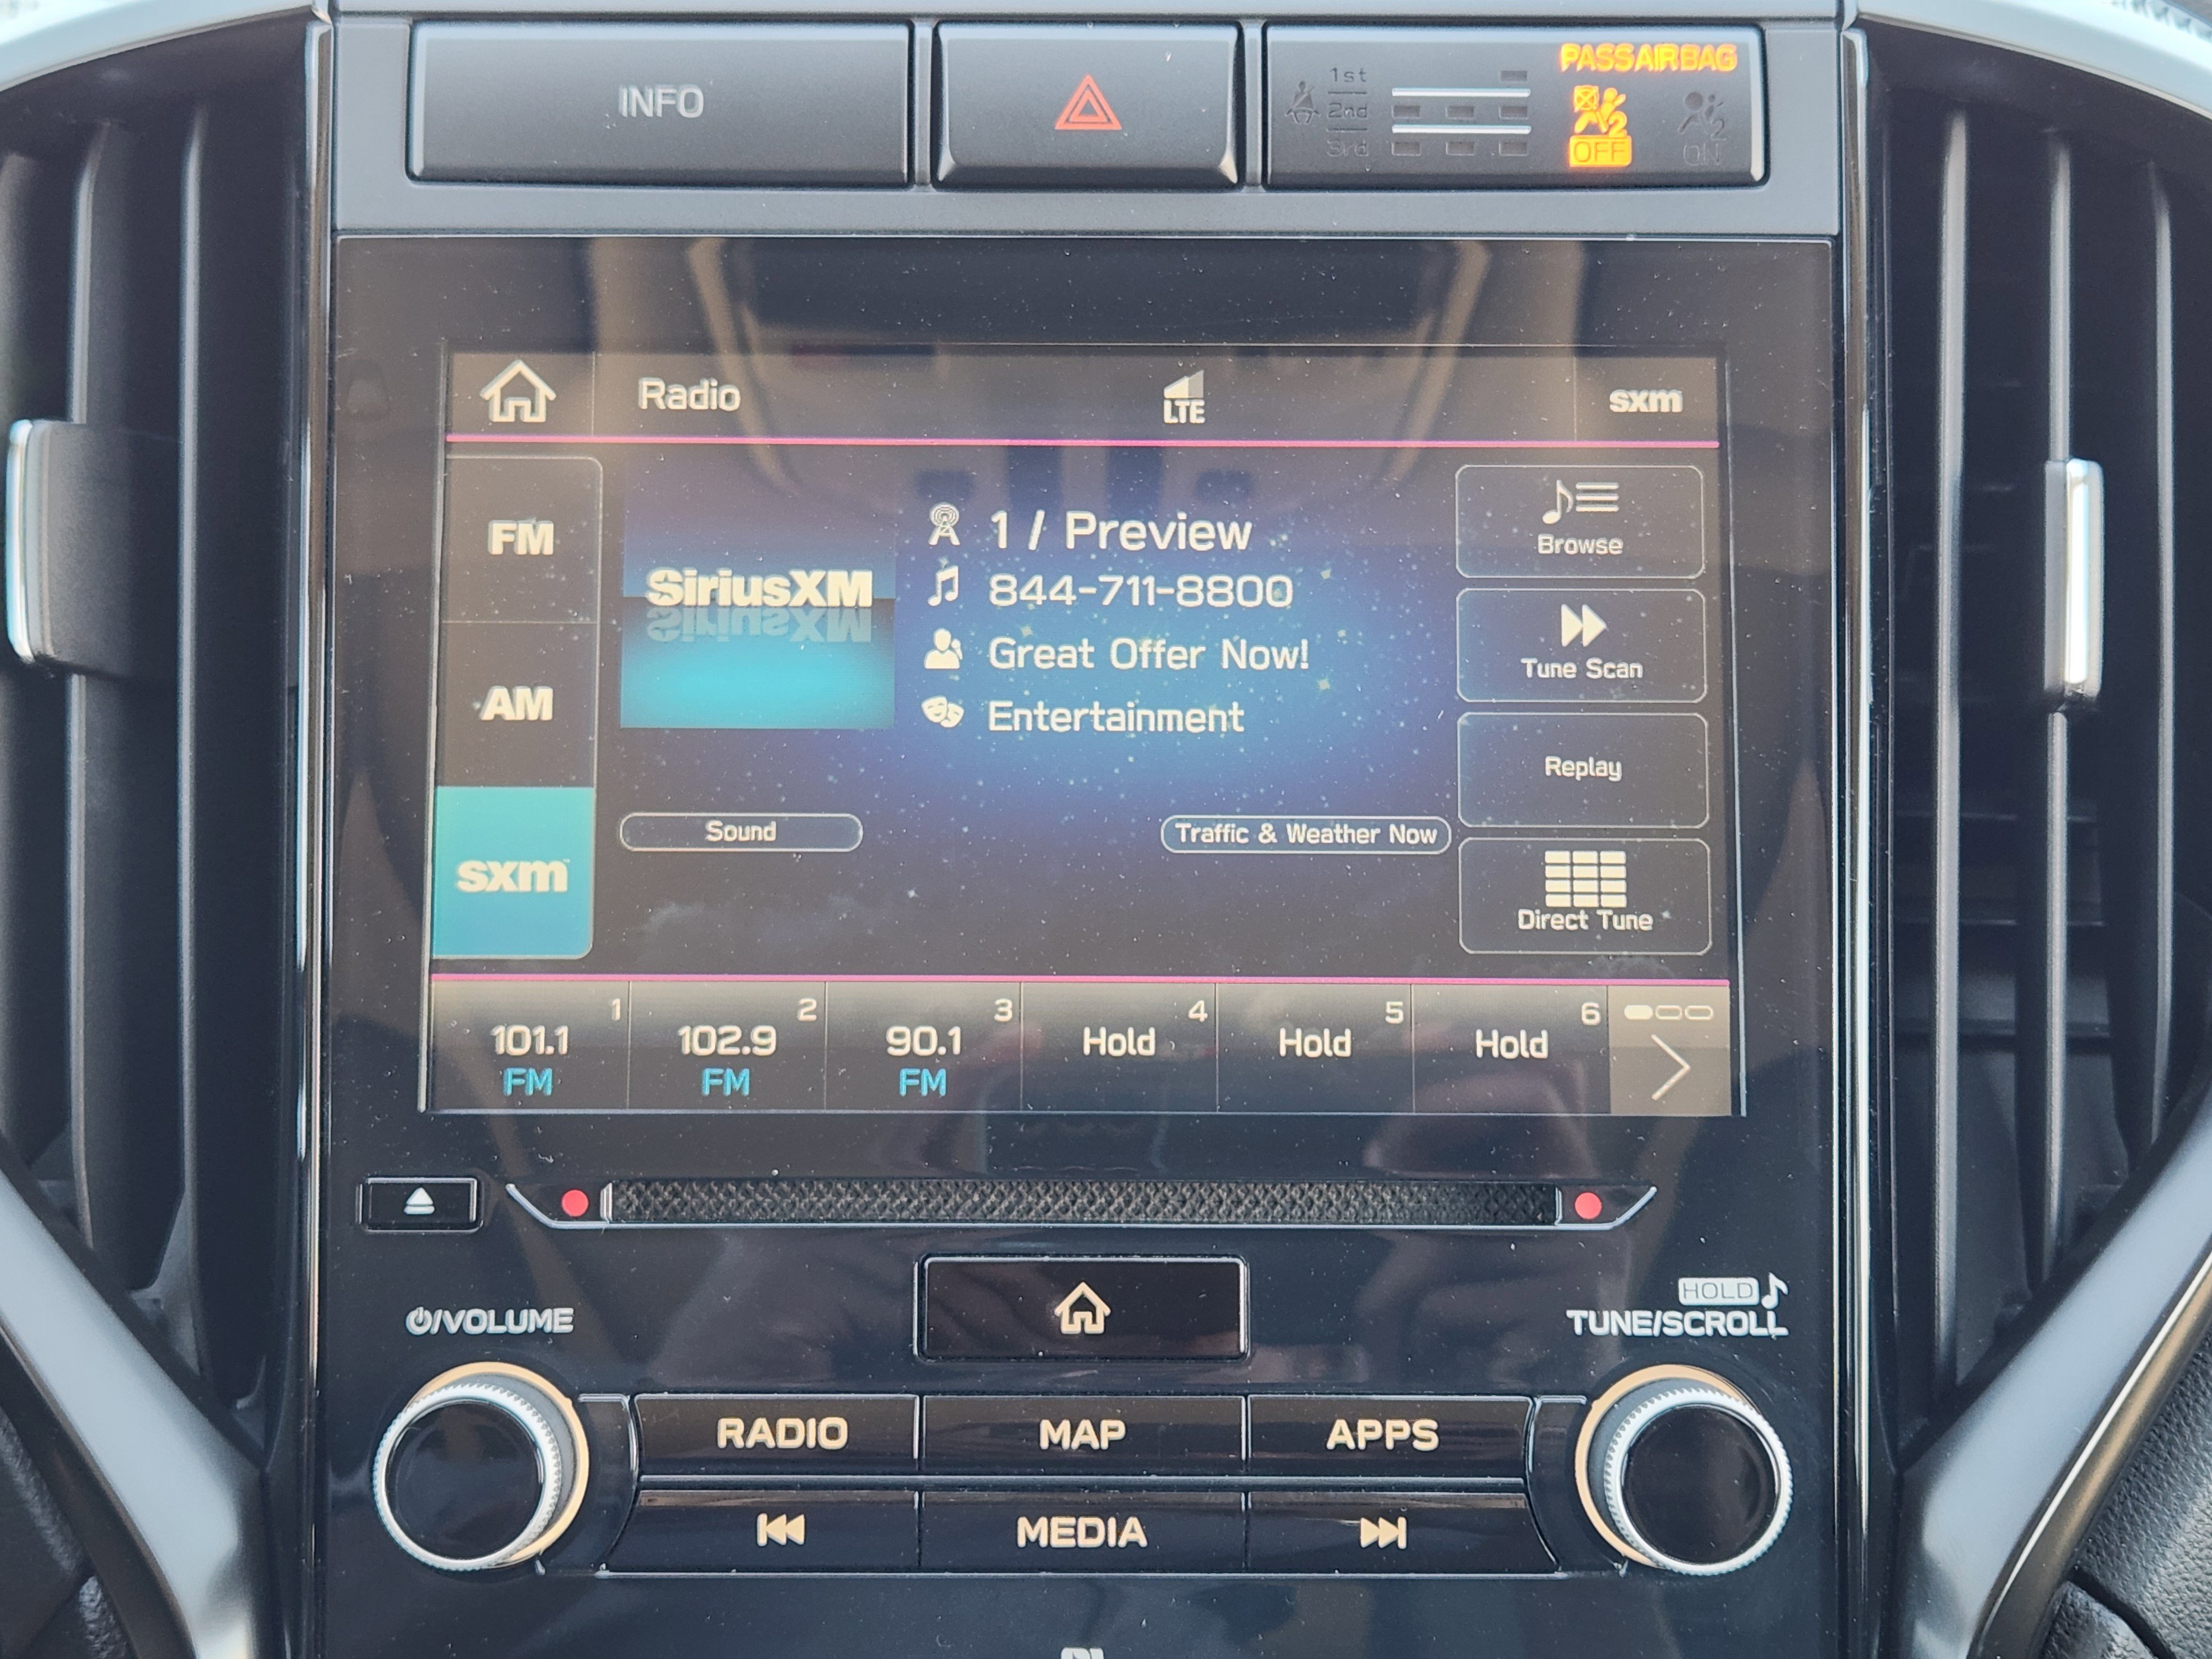 INFO
PASS AIR BAG
1st
2nd
3rd
OFF
ON
Radio
LTE
sxm
FM
AM
sxm
SiriusXM
1 / Preview
844-711-8800
Great Offer Now!
Entertainment
Sound
Traffic & Weather Now
Browse
Tune Scan
Replay
Direct Tune
1
101.1
FM
2
102.9
FM
3
90.1
FM
4
Hold
5
Hold
6
Hold
/VOLUME
HOLD
TUNE/SCROLL
RADIO
MAP
APPS
MEDIA